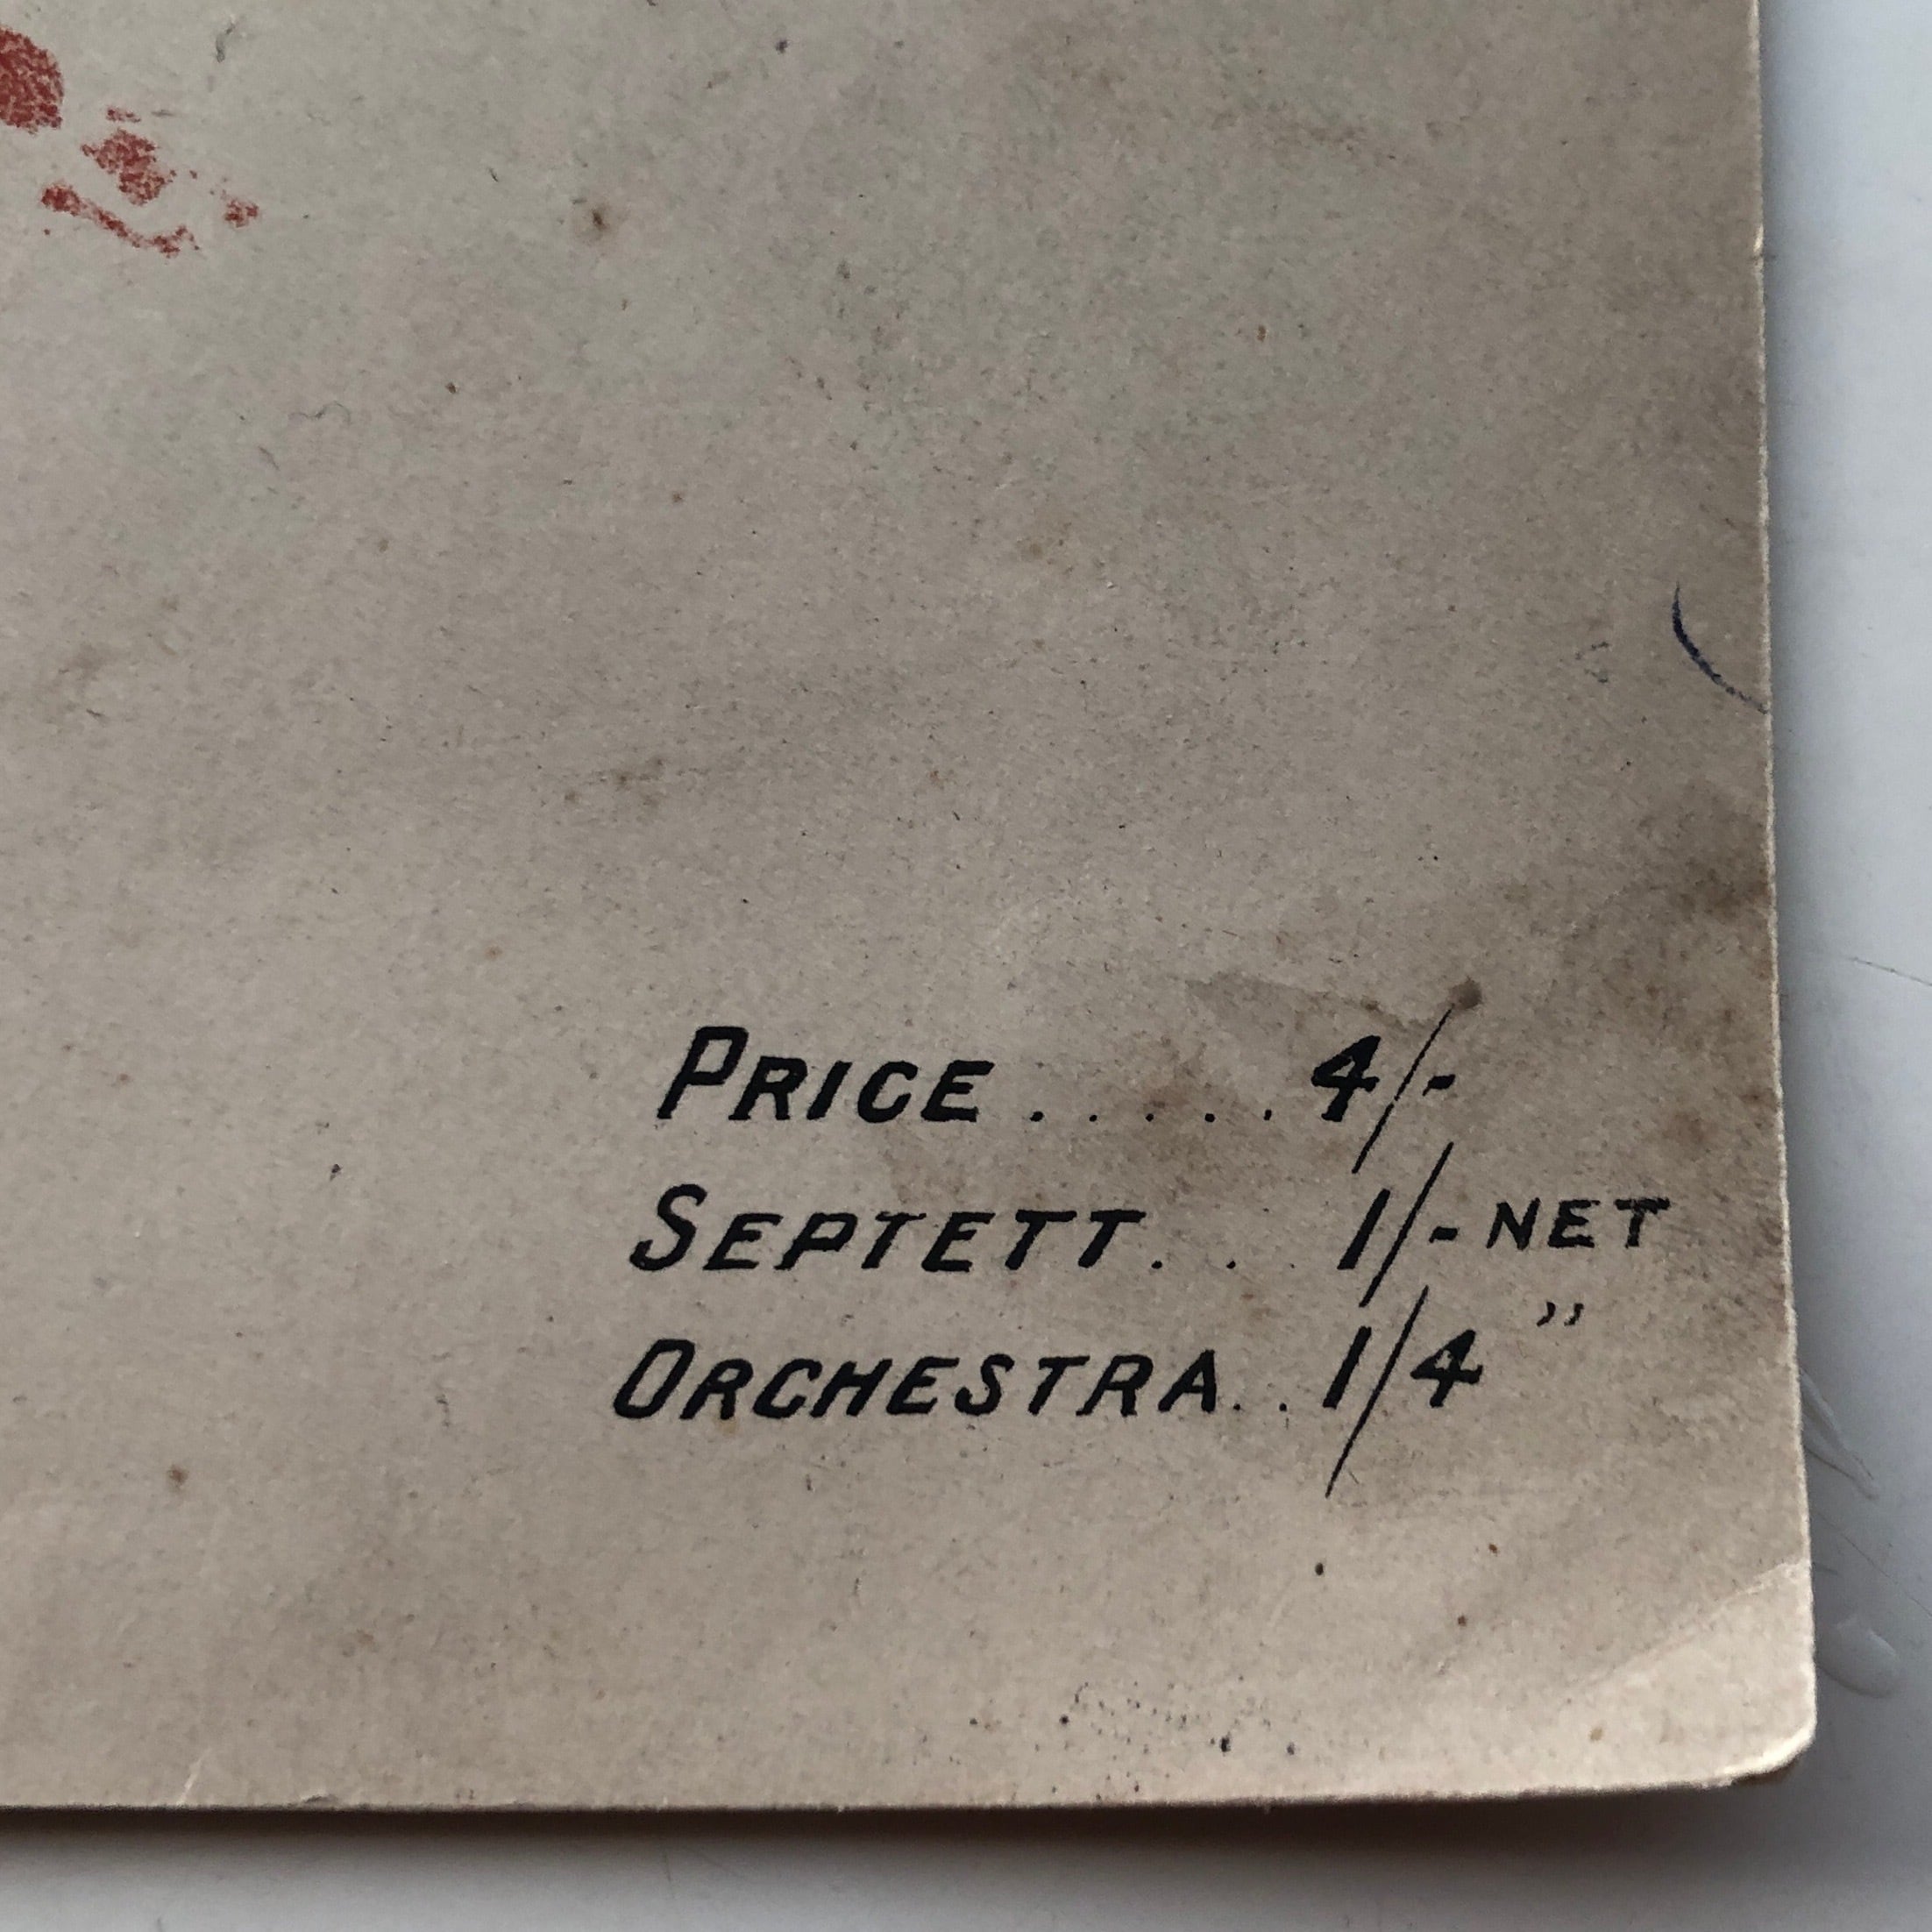 PRICE ..... 4/-
SEPTETT... 1/- NET
ORCHESTRA.. 1/4 ”